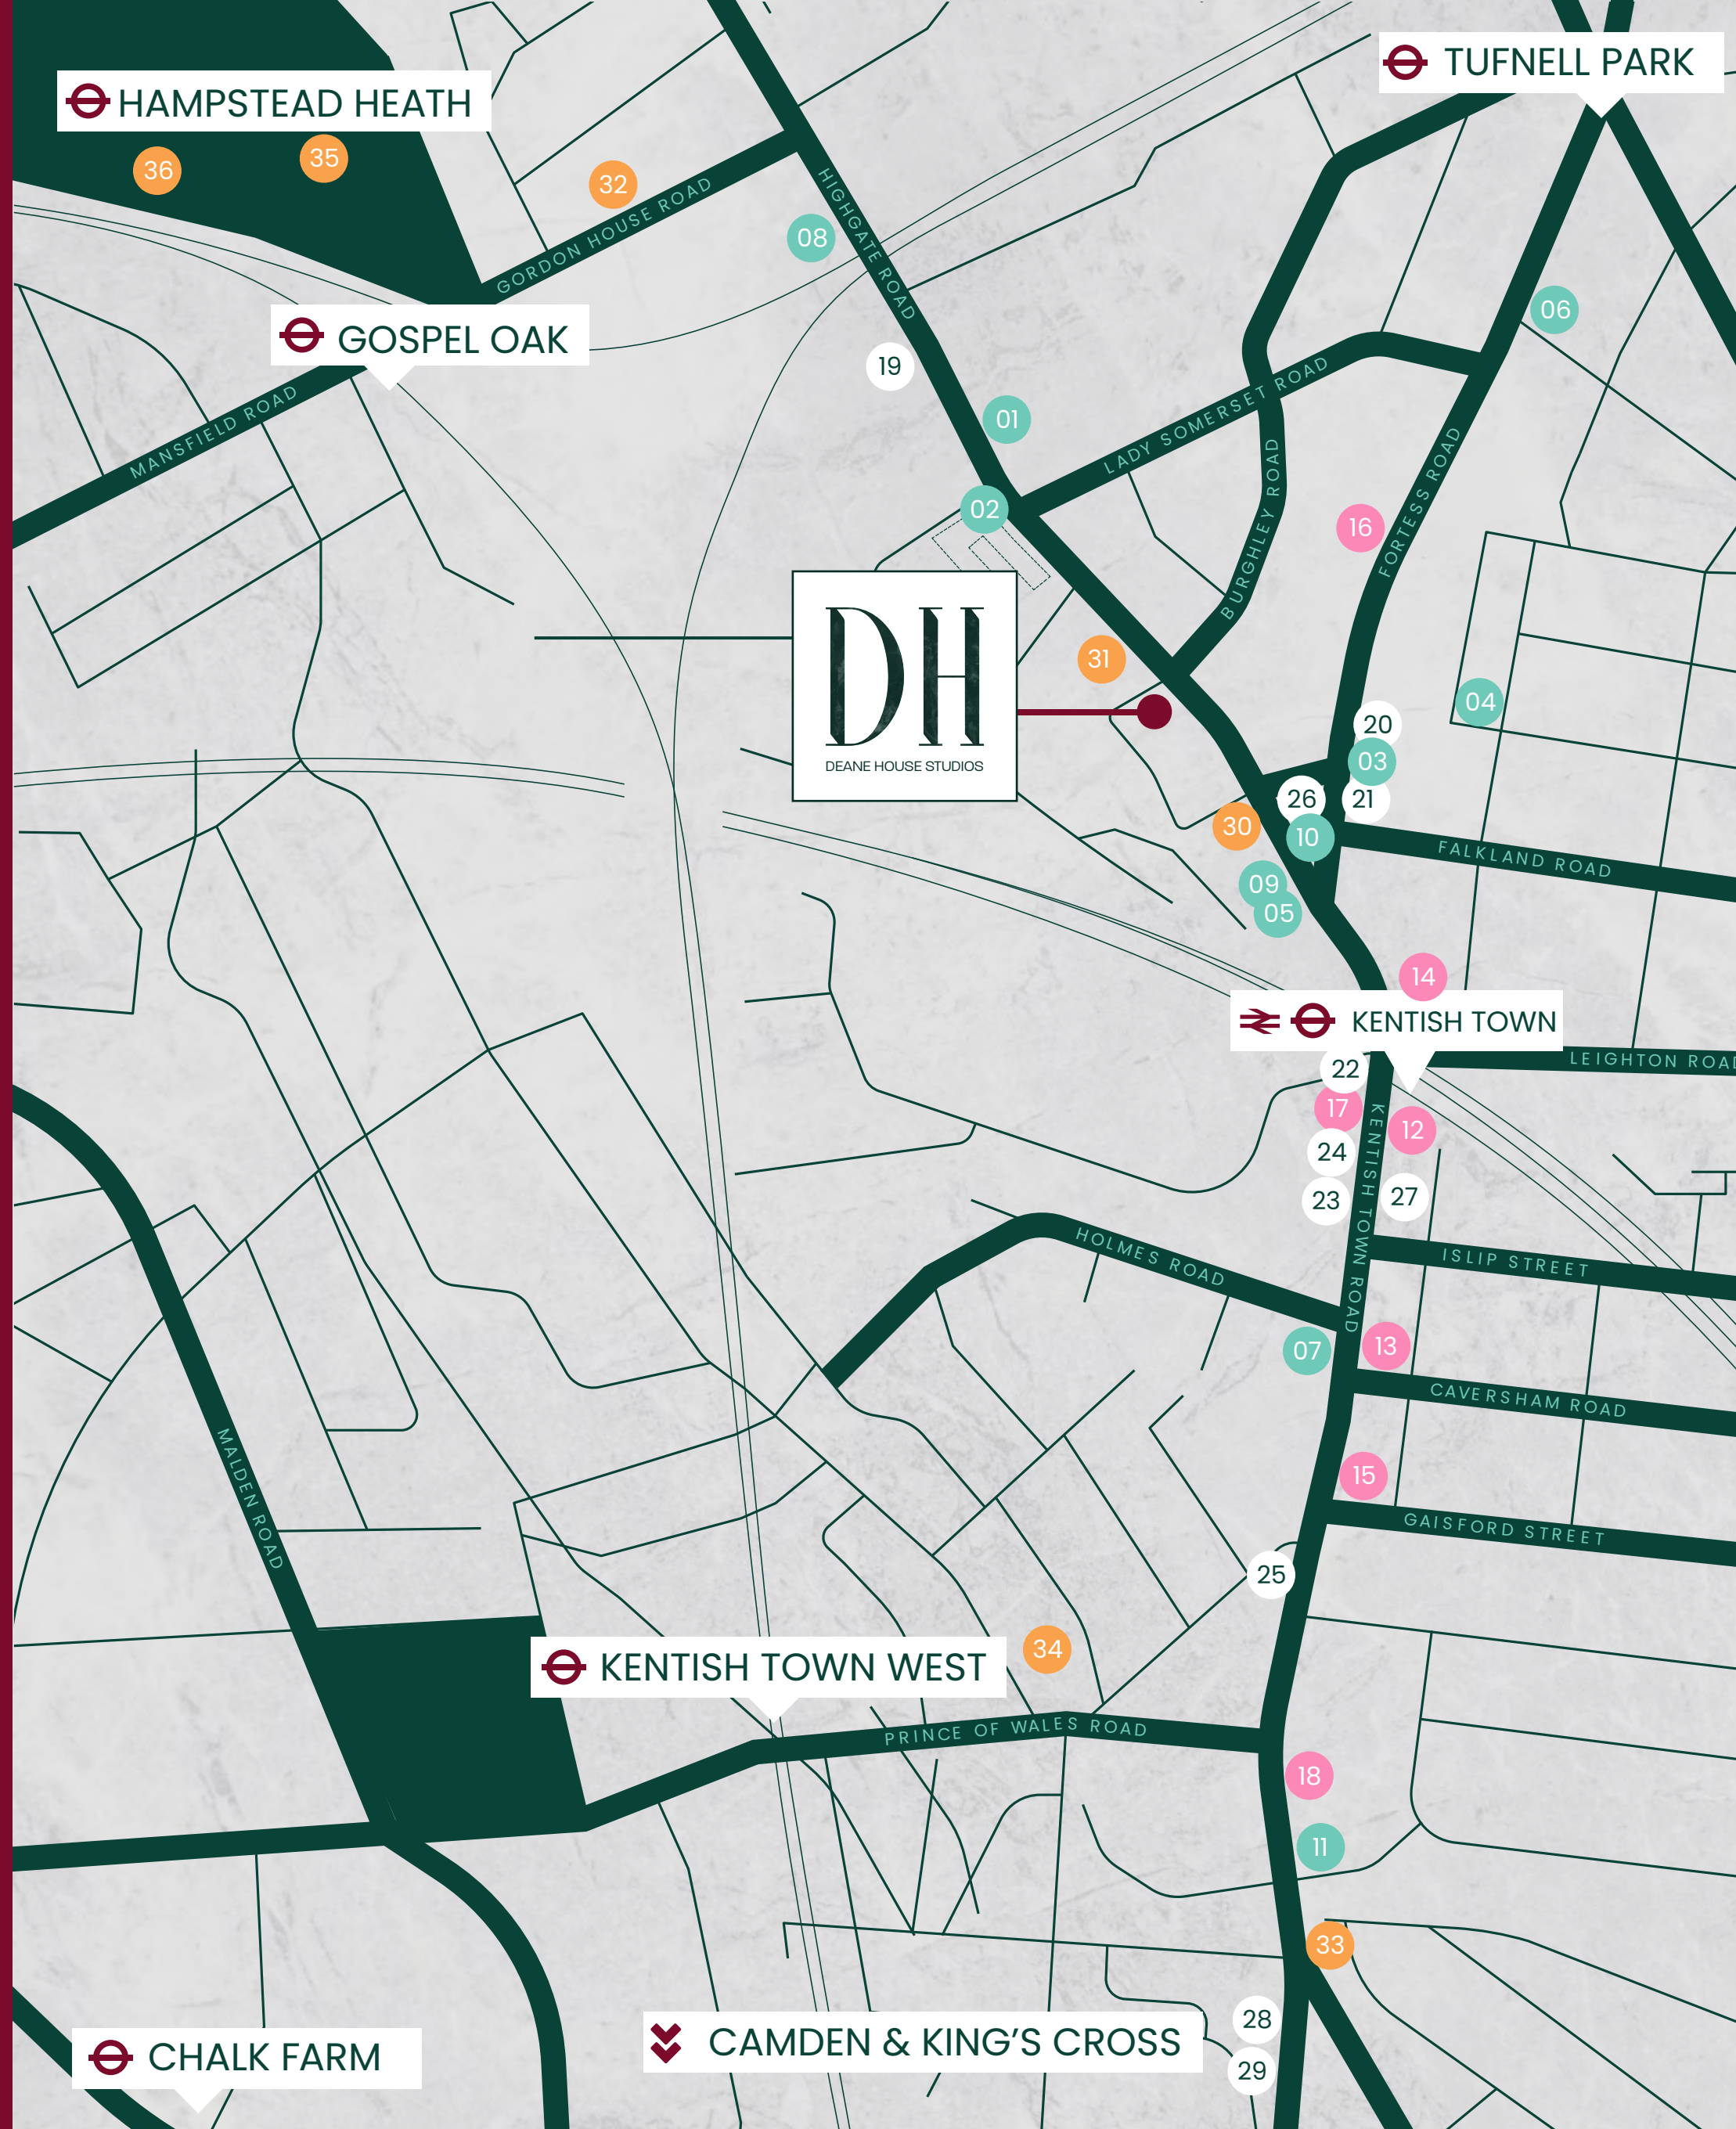 TUFNELL PARK
HAMPSTEAD HEATH
36
35
32
GORDON HOUSE ROAD
HIGHGATE ROAD
08
06
GOSPEL OAK
19
MANSFIELD ROAD
01
LADY SOMERSET ROAD
BURGHLEY ROAD
FORTESS ROAD
02
16
DH
DEANE HOUSE STUDIOS
31
04
20
03
26
21
30
10
FALKLAND ROAD
09
05
14
KENTISH TOWN
LEIGHTON ROAD
22
17
12
KENTISH TOWN ROAD
24
23
27
HOLMES ROAD
ISLIP STREET
07
13
CAVERSHAM ROAD
MALDEN ROAD
15
GAISFORD STREET
25
34
KENTISH TOWN WEST
PRINCE OF WALES ROAD
18
11
33
28
CAMDEN & KING'S CROSS
CHALK FARM
29